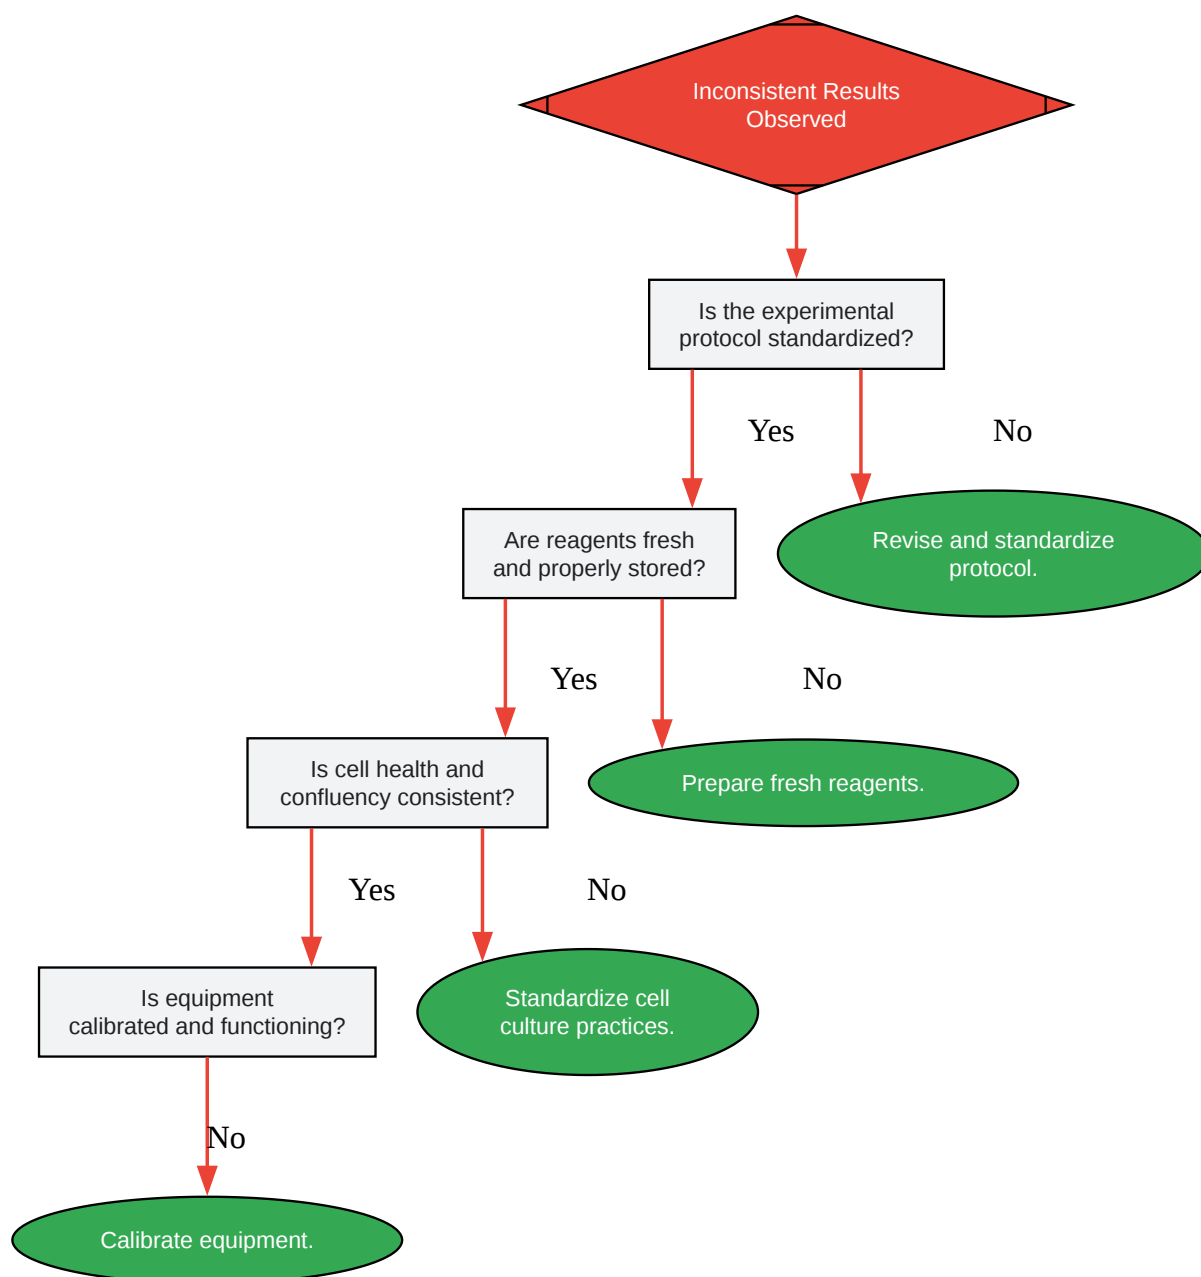 Inconsistent Results
Observed
Is the experimental
protocol standardized?
Yes
No
Are reagents fresh
and properly stored?
Revise and standardize
protocol.
Yes
No
Is cell health and
confluency consistent?
Prepare fresh reagents.
Yes
No
Is equipment
calibrated and functioning?
Standardize cell
culture practices.
No
Calibrate equipment.